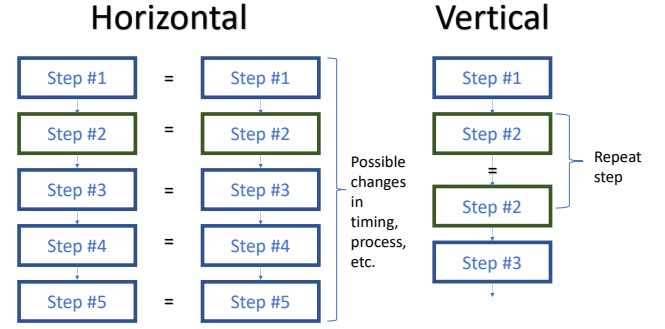 Horizontal
Vertical
Step #1 = Step #1
Step #2 = Step #2
Step #3 = Step #3
Step #4 = Step #4
Step #5 = Step #5
Possible
changes
in
timing,
process,
etc.
Step #1
Step #2
=
Step #2
Step #3
Repeat
step